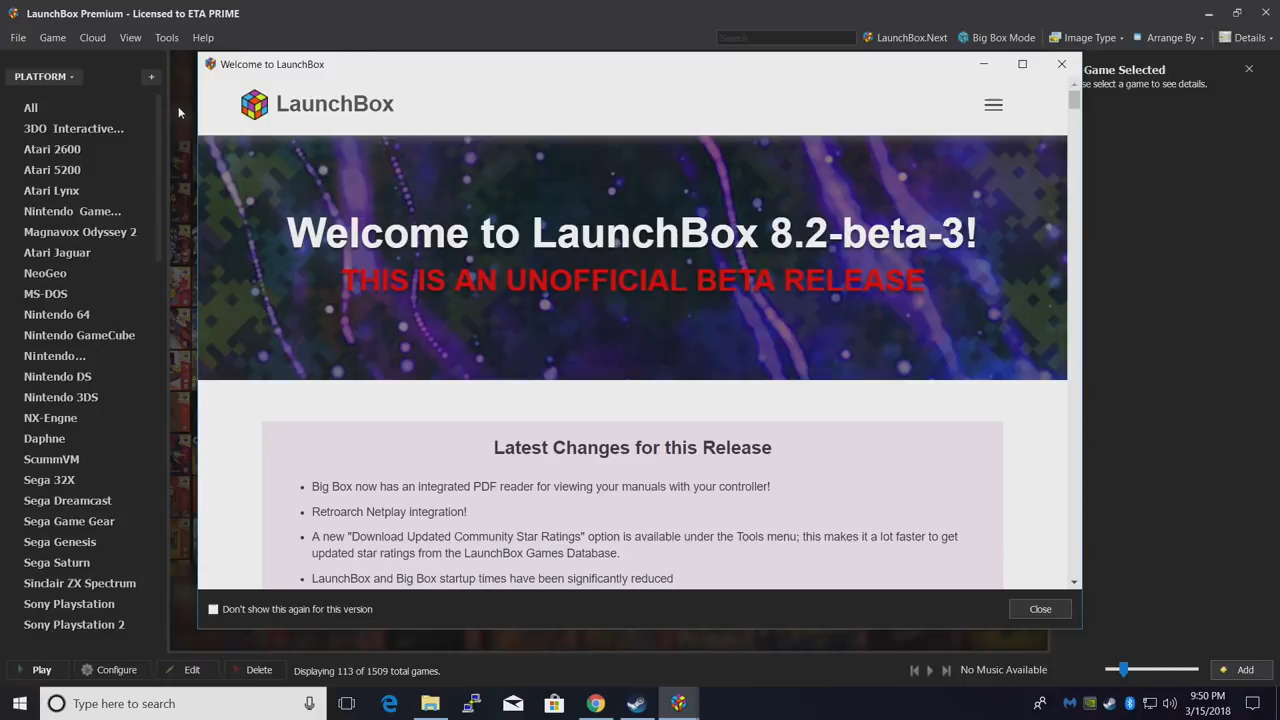 LaunchBox Premium - Licensed to ETA PRIME
File Game Cloud View Tools Help
Search LaunchBox.Next Big Box Mode Image Type Arrange By Details
PLATFORM
+
All
3DO Interactive...
Atari 2600
Atari 5200
Atari Lynx
Nintendo Game...
Magnavox Odyssey 2
Atari Jaguar
NeoGeo
MS-DOS
Nintendo 64
Nintendo GameCube
Nintendo...
Nintendo DS
Nintendo 3DS
NX-Engne
Daphne
ScummVM
Sega 32X
Sega Dreamcast
Sega Game Gear
Sega Genesis
Sega Saturn
Sinclair ZX Spectrum
Sony Playstation
Sony Playstation 2
Welcome to LaunchBox
LaunchBox
Welcome to LaunchBox 8.2-beta-3!
THIS IS AN UNOFFICIAL BETA RELEASE
Latest Changes for this Release
• Big Box now has an integrated PDF reader for viewing your manuals with your controller!
• Retroarch Netplay integration!
• A new "Download Updated Community Star Ratings" option is available under the Tools menu; this makes it a lot faster to get
updated star ratings from the LaunchBox Games Database.
• LaunchBox and Big Box startup times have been significantly reduced
Don't show this again for this version
Close
Game Selected
se select a game to see details.
Play Configure Edit Delete Displaying 113 of 1509 total games.
No Music Available
Add
Type here to search
9:50 PM
3/15/2018